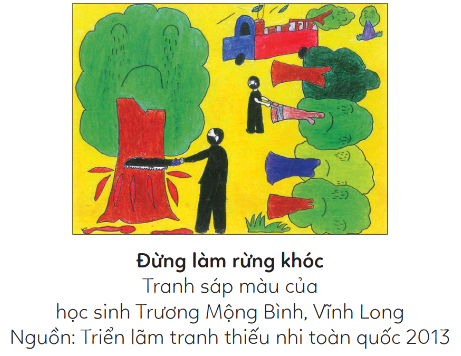 Đừng làm rừng khóc
Tranh sáp màu của
học sinh Trương Mộng Bình, Vĩnh Long
Nguồn: Triển lãm tranh thiếu nhi toàn quốc 2013